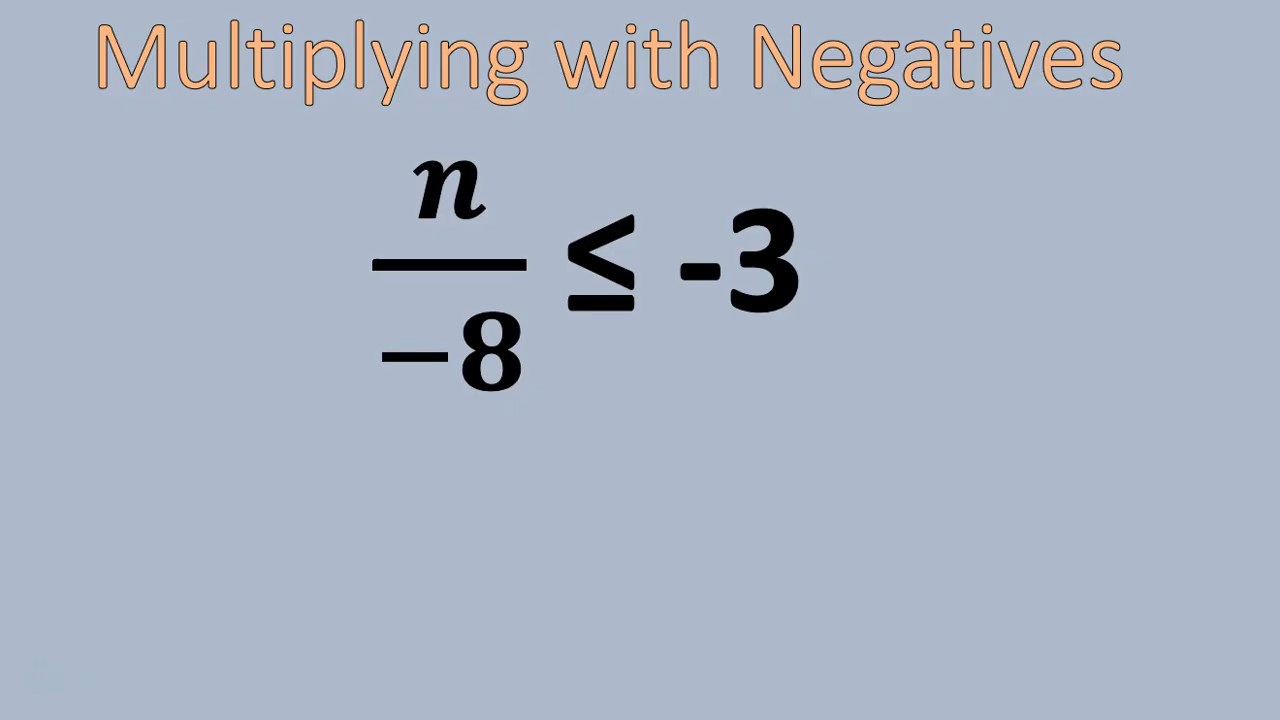 Multiplying with Negatives
n
—— ≤ -3
−8